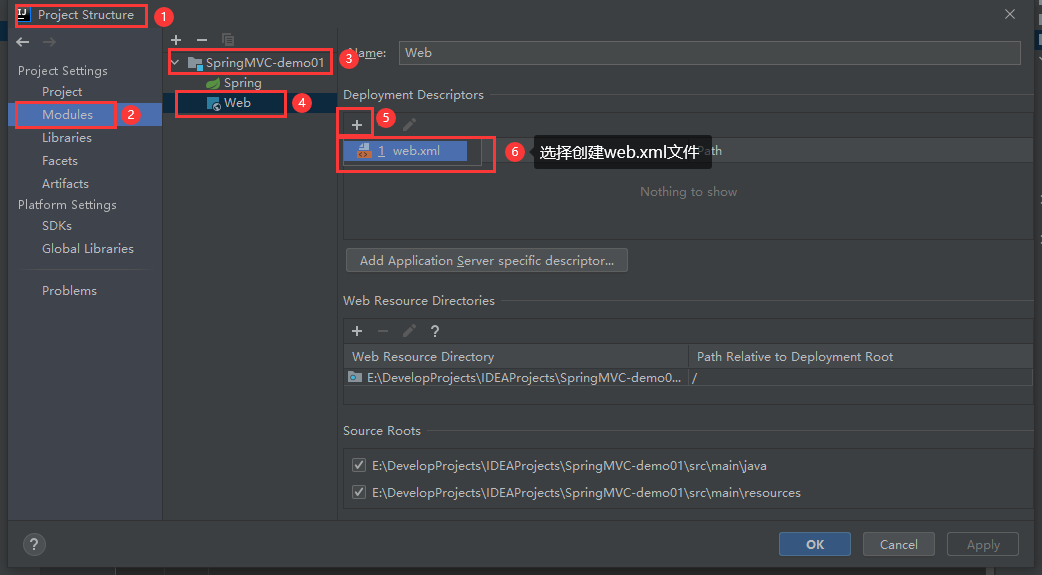 Project Structure
1
Project Settings
Project
Modules
2
Libraries
Facets
Artifacts
Platform Settings
SDKs
Global Libraries
Problems
SpringMVC-demo01
3
Spring
Web
4
Name:
Web
Deployment Descriptors
5
1 web.xml
6
选择创建web.xml文件
Path
Nothing to show
Add Application Server specific descriptor...
Web Resource Directories
?
Web Resource Directory
Path Relative to Deployment Root
E:\DevelopProjects\IDEAProjects\SpringMVC-demo0...
/
Source Roots
E:\DevelopProjects\IDEAProjects\SpringMVC-demo01\src\main\java
E:\DevelopProjects\IDEAProjects\SpringMVC-demo01\src\main\resources
?
OK
Cancel
Apply